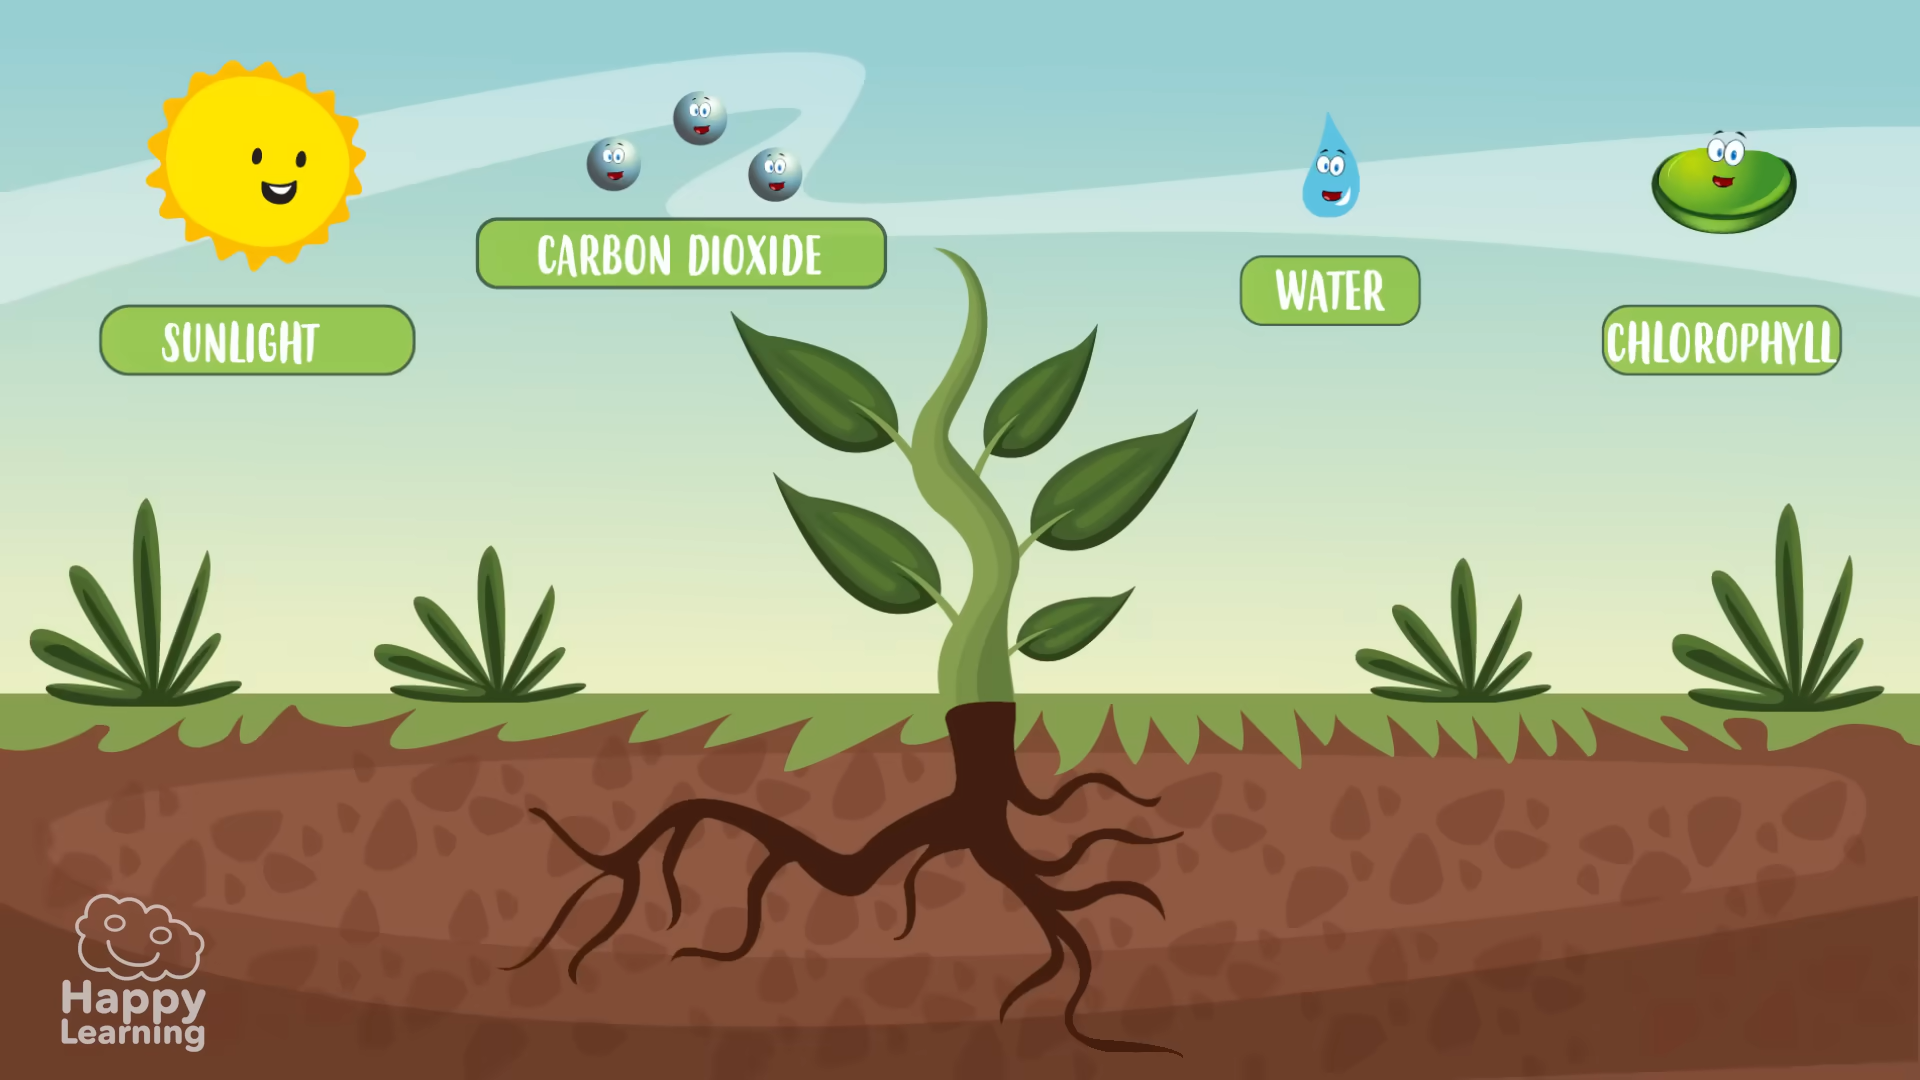 SUNLIGHT
CARBON DIOXIDE
WATER
CHLOROPHYLL
Happy
Learning